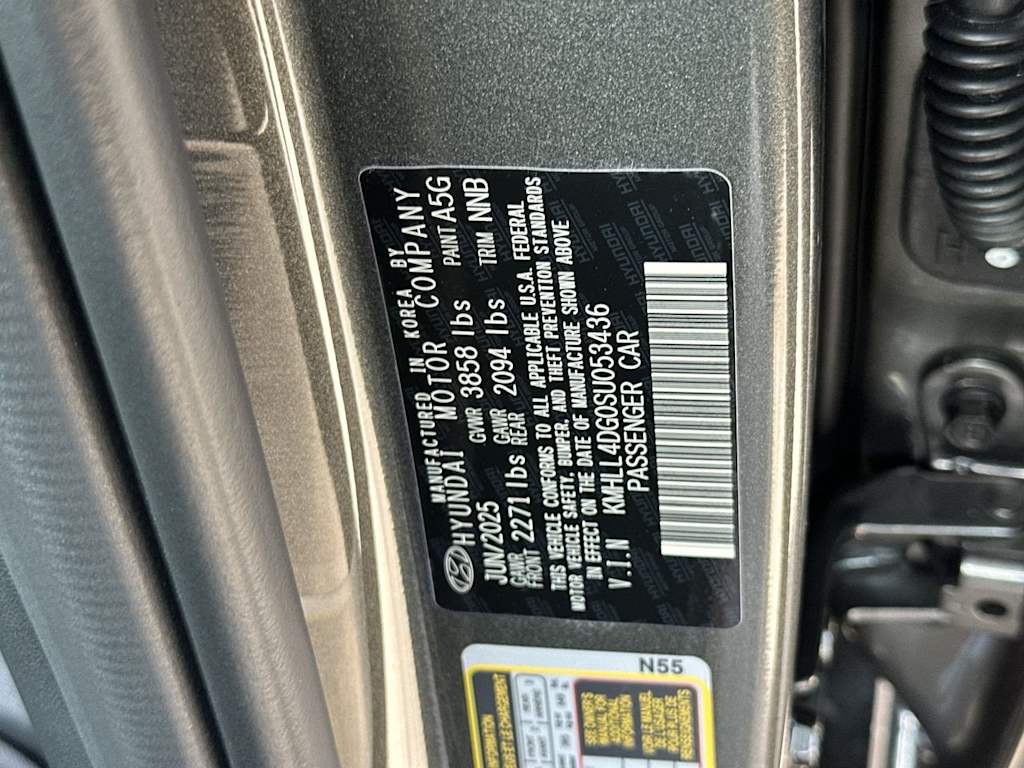 MANUFACTURED IN KOREA BY
HYUNDAI MOTOR COMPANY
JUN/2025 GVWR 3858 lbs PAINT A5G
GAWR FRONT 2271 lbs GAWR REAR 2094 lbs TRIM NNB
THIS VEHICLE CONFORMS TO ALL APPLICABLE U.S.A. FEDERAL
MOTOR VEHICLE SAFETY, BUMPER, AND THEFT PREVENTION STANDARDS
IN EFFECT ON THE DATE OF MANUFACTURE SHOWN ABOVE
V.I.N KMHLL4DG0SU053436
PASSENGER CAR
N55